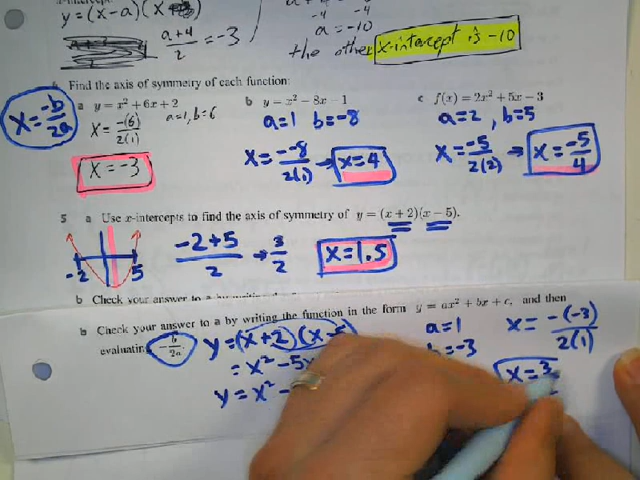 y=(x-a)(x
a+4/2 = -3
-4 -4
a=-10
the other x-intercept is -10
Find the axis of symmetry of each function:
x=-b/2a
a y = x² + 6x + 2
a=1, b=6
x=-(6)/2(1)
x=-3
b y = x² - 8x - 1
a=1 b=-8
x=--8/2(1) → x=4
c f(x) = 2x² + 5x - 3
a=2, b=5
x=-5/2(2) → x=-5/4
5 a Use x-intercepts to find the axis of symmetry of y = (x+2)(x-5).
-2 5
-2+5/2 → 3/2 x=1.5
b Check your answer to a by
b Check your answer to a by writing the function in the form y = ax² + bx + c, and then
evaluating -b/2a.
y=(x+2)(x-5
= x² - 5x
y = x² -
a=1
b=-3
x=-(-3)/2(1)
x=3